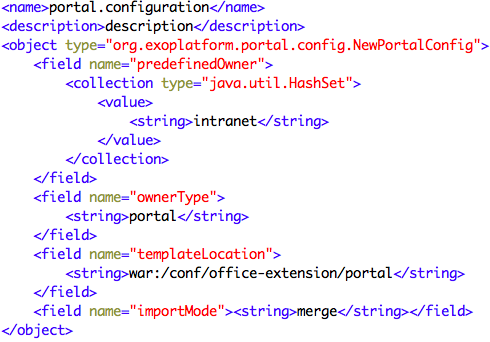 <name>portal.configuration</name>
<description>description</description>
<object type="org.exoplatform.portal.config.NewPortalConfig">
    <field name="predefinedOwner">
        <collection type="java.util.HashSet">
            <value>
                <string>intranet</string>
            </value>
        </collection>
    </field>
    <field name="ownerType">
        <string>portal</string>
    </field>
    <field name="templateLocation">
        <string>war:/conf/office-extension/portal</string>
    </field>
    <field name="importMode"><string>merge</string></field>
</object>